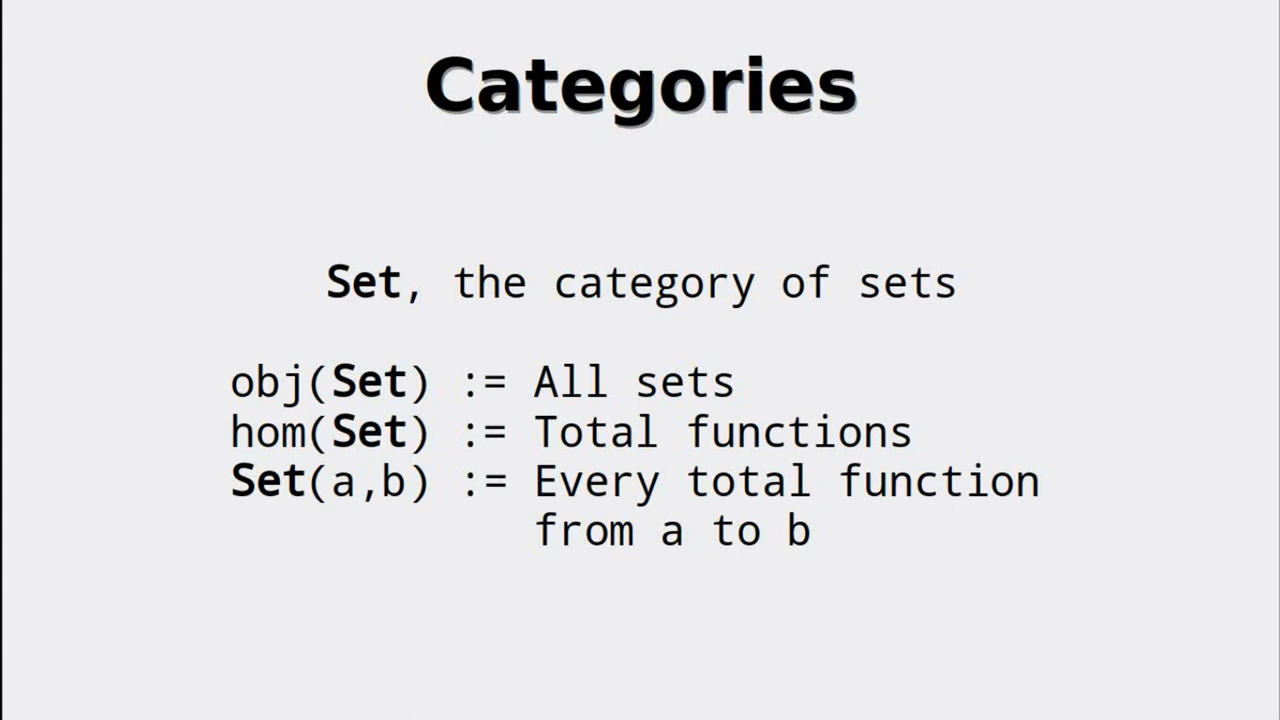 Categories
Set, the category of sets
obj(Set) := All sets
hom(Set) := Total functions
Set(a,b) := Every total function
from a to b